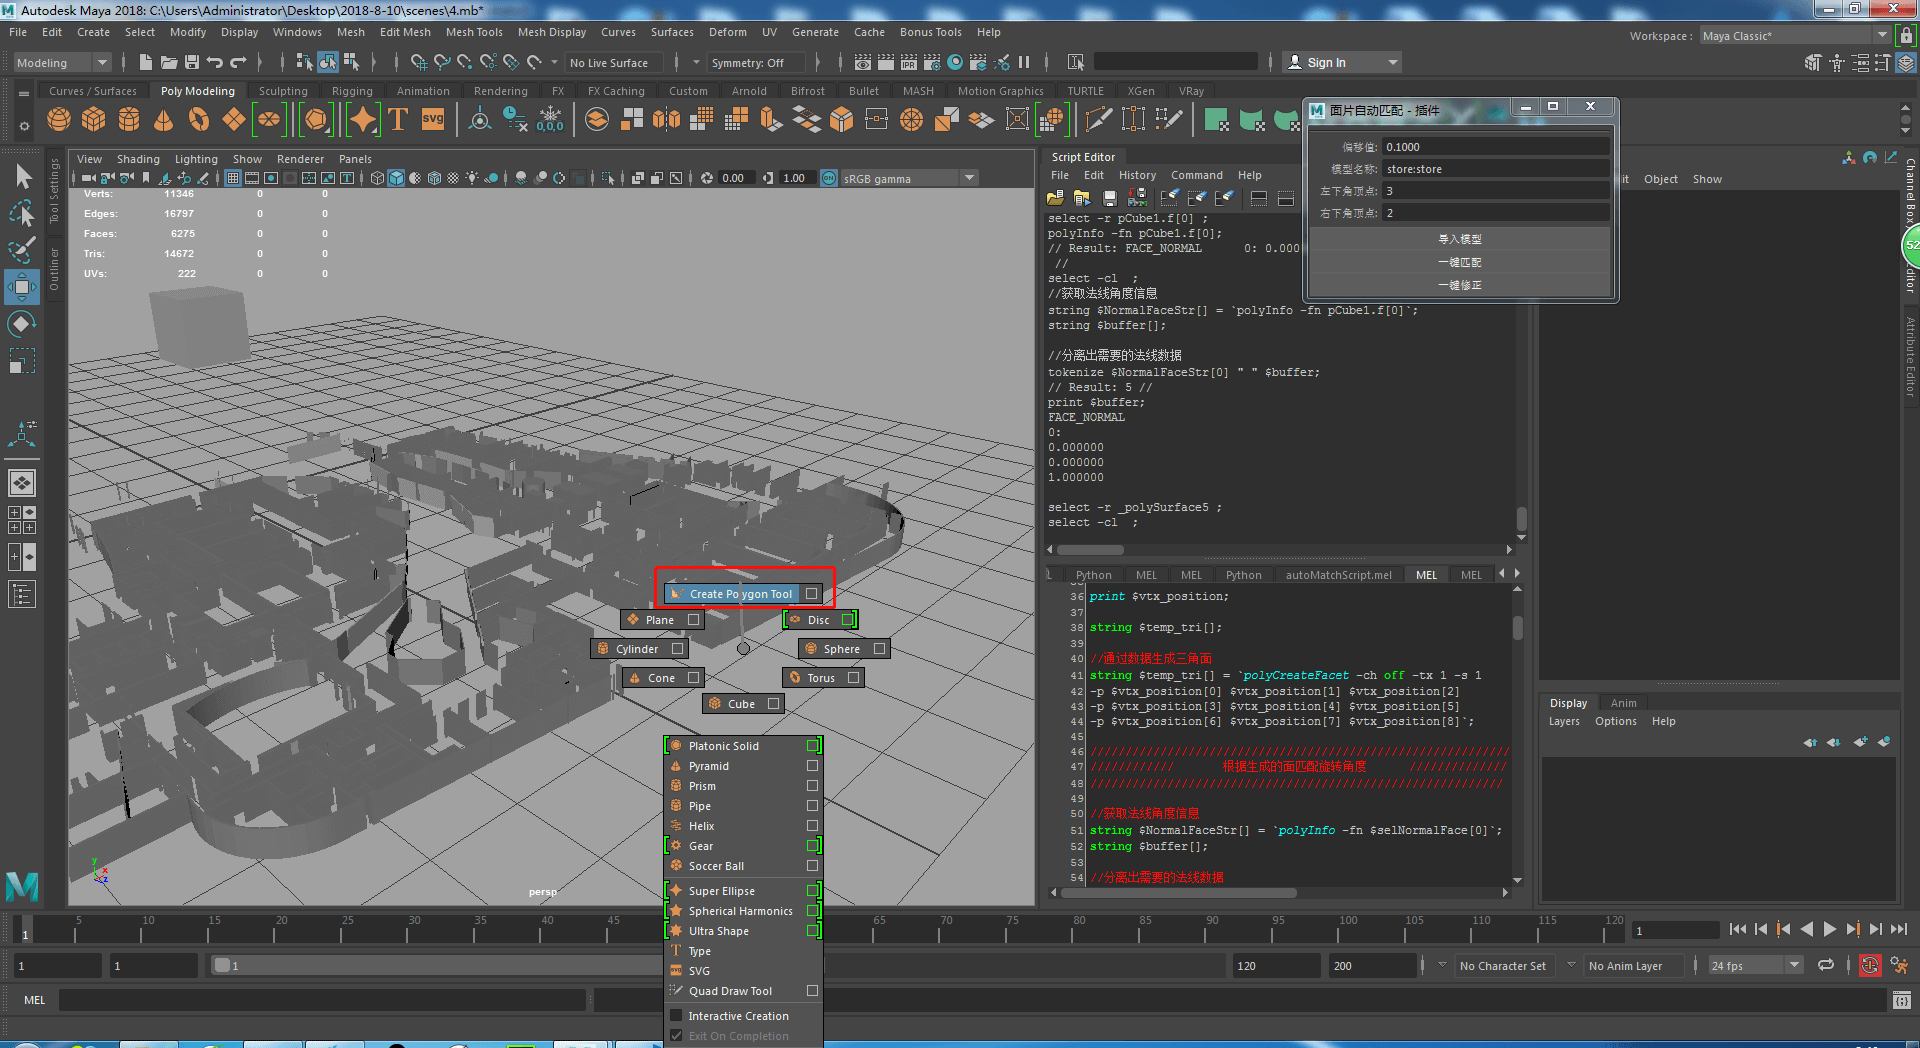 Autodesk Maya 2018: C:\Users\Administrator\Desktop\2018-8-10\scenes\4.mb*
File Edit Create Select Modify Display Windows Mesh Edit Mesh Mesh Tools Mesh Display Curves Surfaces Deform UV Generate Cache Bonus Tools Help
Workspace : Maya Classic*
Modeling No Live Surface Symmetry: Off IPR Sign In
Curves / Surfaces Poly Modeling Sculpting Rigging Animation Rendering FX FX Caching Custom Arnold Bifrost Bullet MASH Motion Graphics TURTLE XGen VRay
SVG
0,0,0
面片自动匹配 - 插件
偏移值: 0.1000
模型名称: store:store
左下角顶点: 3
右下角顶点: 2
导入模型
一键匹配
一键修正
Tool Settings
Outliner
View Shading Lighting Show Renderer Panels
0.00 1.00 ON sRGB gamma
Verts: 11346 0 0
Edges: 16797 0 0
Faces: 6275 0 0
Tris: 14672 0 0
UVs: 222 0 0
Create Polygon Tool
Plane
Disc
Cylinder
Sphere
Cone
Torus
Cube
Platonic Solid
Pyramid
Prism
Pipe
Helix
Gear
Soccer Ball
Super Ellipse
Spherical Harmonics
Ultra Shape
Type
SVG
Quad Draw Tool
Interactive Creation
Exit On Completion
persp
y
x
z
Script Editor
File Edit History Command Help
select -r pCube1.f[0] ;
polyInfo -fn pCube1.f[0];
// Result: FACE_NORMAL 0: 0.000
//
select -cl ;
//获取法线角度信息
string $NormalFaceStr[] = `polyInfo -fn pCube1.f[0]`;
string $buffer[];
//分离出需要的法线数据
tokenize $NormalFaceStr[0] " " $buffer;
// Result: 5 //
print $buffer;
FACE_NORMAL
0:
0.000000
0.000000
1.000000
select -r _polySurface5 ;
select -cl ;
Python MEL MEL Python autoMatchScript.mel MEL MEL
36 print $vtx_position;
37
38 string $temp_tri[];
39
40 //通过数据生成三角面
41 string $temp_tri[] = `polyCreateFacet -ch off -tx 1 -s 1
42 -p $vtx_position[0] $vtx_position[1] $vtx_position[2]
43 -p $vtx_position[3] $vtx_position[4] $vtx_position[5]
44 -p $vtx_position[6] $vtx_position[7] $vtx_position[8]`;
45
46 /////////////////////////////////////////////////////////////
47 //////////// 根据生成的面匹配旋转角度 //////////////
48 ////////////////////////////////////////////////////////////
49
50 //获取法线角度信息
51 string $NormalFaceStr[] = `polyInfo -fn $selNormalFace[0]`;
52 string $buffer[];
53
54 //分离出需要的法线数据
Object Show
Channel Box
52
Editor
Attribute Editor
Display Anim
Layers Options Help
1 5 10 15 20 25 30 35 40 45 65 70 75 80 85 90 95 100 105 110 115 120 1
1 1 1 120 200 No Character Set No Anim Layer 24 fps
MEL